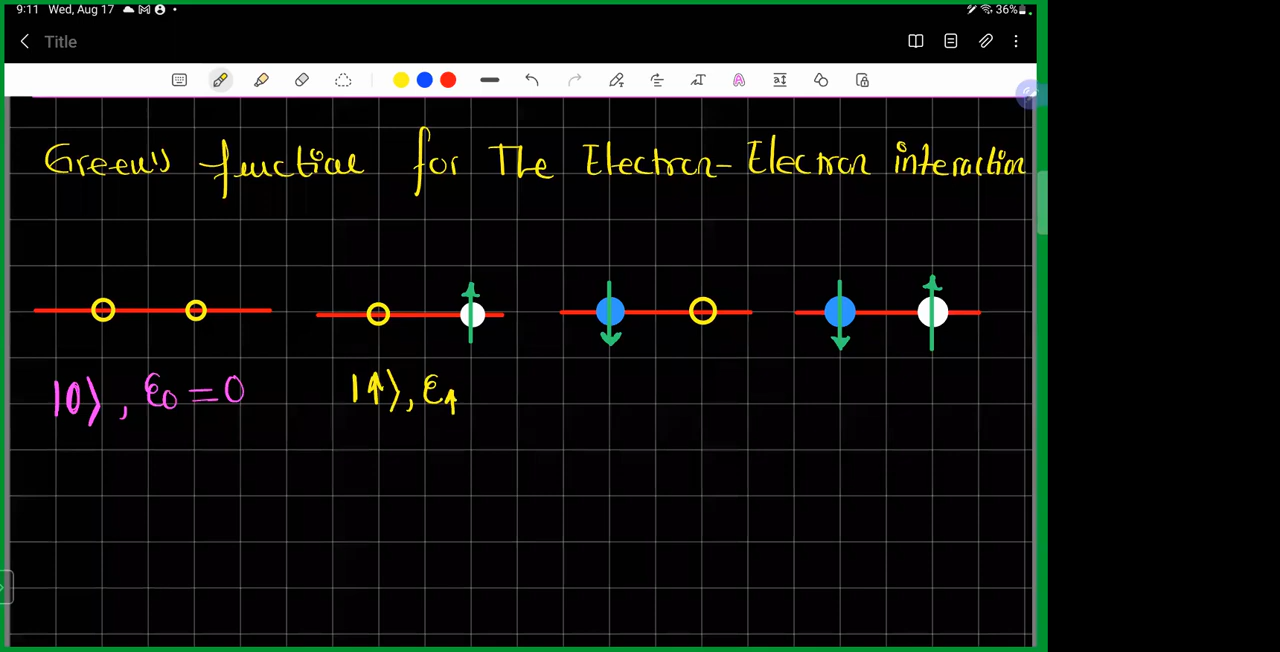 9:11 Wed, Aug 17 36%
Title
Green's function for The Electron-Electron interaction
|0⟩, ε₀ = 0 |↑⟩, ε↑